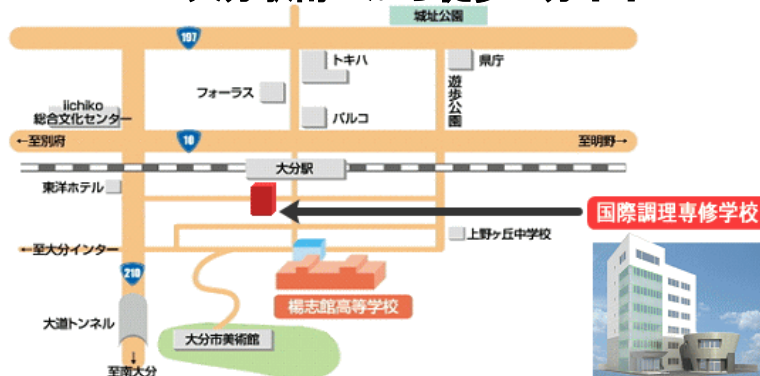 城址公園
197
トキハ
県庁
フォーラス
遊歩公園
iichiko
総合文化センター
パルコ
←至別府
10
至明野→
大分駅
東洋ホテル
国際調理専修学校
上野ヶ丘中学校
←至大分インター
210
楊志館高等学校
大道トンネル
大分市美術館
↓
至南大分